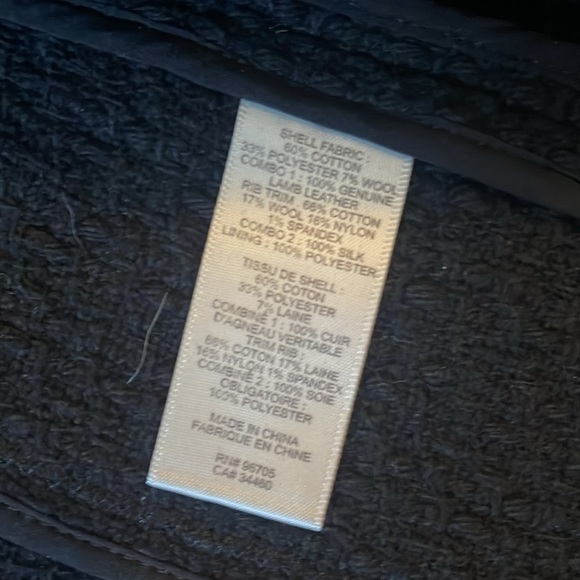 SHELL FABRIC :
60% COTTON
33% POLYESTER 7% WOOL
COMBO 1 : 100% GENUINE
LAMB LEATHER
RIB TRIM 66% COTTON
17% WOOL 16% NYLON
1% SPANDEX
COMBO 2 : 100% SILK
LINING : 100% POLYESTER
TISSU DE SHELL :
60% COTON
33% POLYESTER
7% LAINE
COMBINE 1 : 100% CUIR
D'AGNEAU VERITABLE
TRIM RIB :
66% COTON 17% LAINE
16% NYLON 1% SPANDEX
COMBINE 2 : 100% SOIE
OBLIGATOIRE :
100% POLYESTER
MADE IN CHINA
FABRIQUE EN CHINE
RN# 96705
CA# 34460